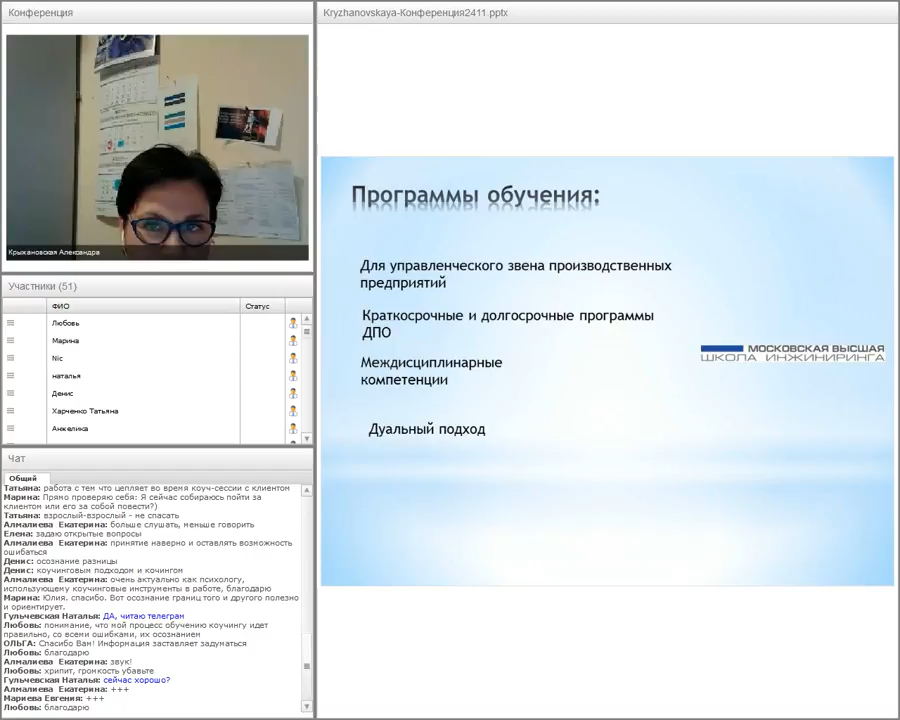 Конференция
Крыжановская Александра
Участники (51)
ФИО
Статус
Любовь
Марина
Nic
наталья
Денис
Харченко Татьяна
Анжелика
Чат
Общий
Татьяна: работа с тем что цепляет во время коуч-сессии с клиентом
Марина: Прямо проверяю себя: Я сейчас собираюсь пойти за
клиентом или его за собой повести?)
Татьяна: взрослый-взрослый - не спасать
Алмалиева Екатерина: больше слушать, меньше говорить
Елена: задаю открытые вопросы
Алмалиева Екатерина: принятие наверно и оставлять возможность
ошибаться
Денис: осознание разницы
Денис: коучинговым подходом и кочингом
Алмалиева Екатерина: очень актуально как психологу,
использующему коучинговые инструменты в работе, благодарю
Марина: Юлия. спасибо. Вот осознание границ того и другого полезно
и ориентирует.
Гульчевская Наталья: ДА, читаю телеграм
Любовь: понимание, что мой процесс обучению коучингу идет
правильно, со всеми ошибками, их осознанием
ОЛЬГА: Спасибо Вам! Информация заставляет задуматься
Любовь: благодарю
Алмалиева Екатерина: звук!
Любовь: хрипит, громкость убавьте
Гульчевская Наталья: сейчас хорошо?
Алмалиева Екатерина: +++
Мариева Евгения: +++
Любовь: благодарю
Kryzhanovskaya-Конференция2411.pptx
Программы обучения:
Для управленческого звена производственных
предприятий
Краткосрочные и долгосрочные программы
ДПО
Междисциплинарные
компетенции
Дуальный подход
МОСКОВСКАЯ ВЫСШАЯ
ШКОЛА ИНЖИНИРИНГА